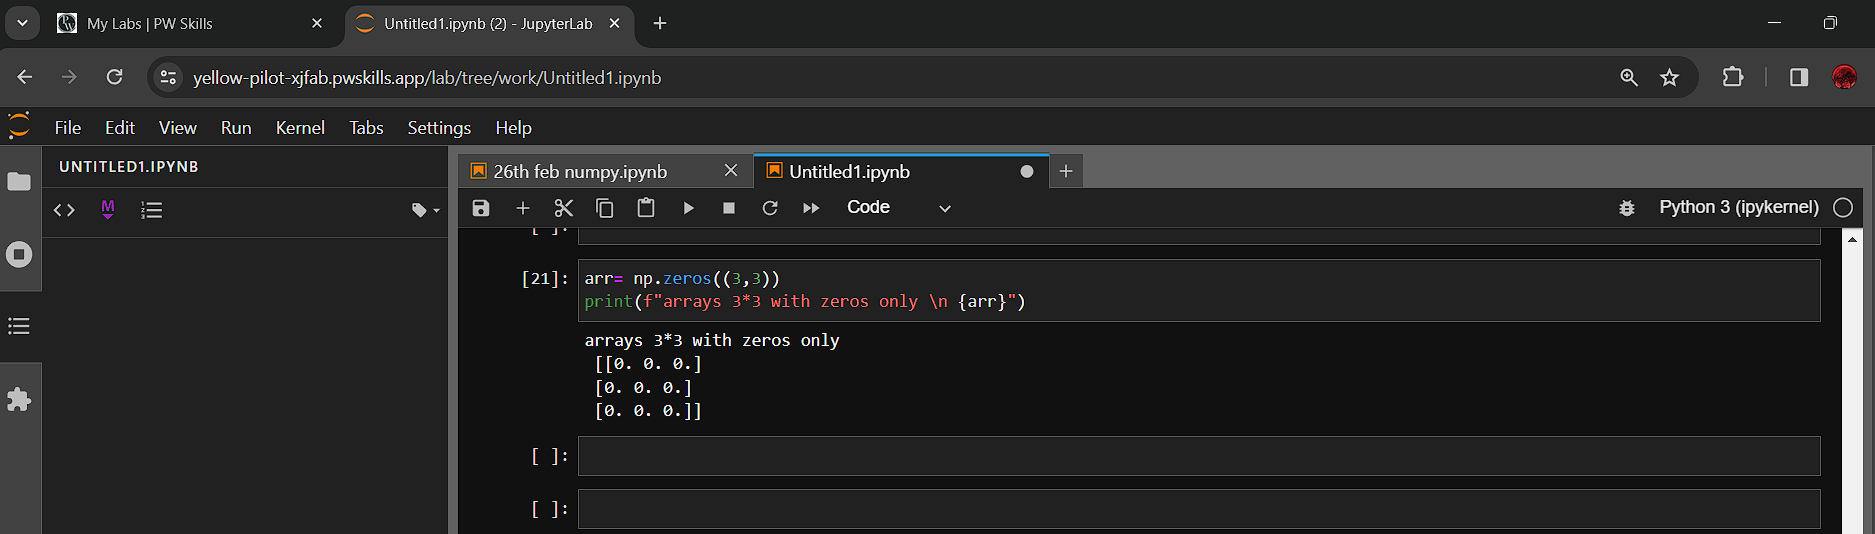 My Labs | PW Skills
Untitled1.ipynb (2) - JupyterLab
yellow-pilot-xjfab.pwskills.app/lab/tree/work/Untitled1.ipynb
File Edit View Run Kernel Tabs Settings Help
UNTITLED1.IPYNB
26th feb numpy.ipynb
Untitled1.ipynb
Code
Python 3 (ipykernel)
[ ]:
[21]: arr= np.zeros((3,3))
print(f"arrays 3*3 with zeros only \n {arr}")
arrays 3*3 with zeros only
[[0. 0. 0.]
[0. 0. 0.]
[0. 0. 0.]]
[ ]:
[ ]: